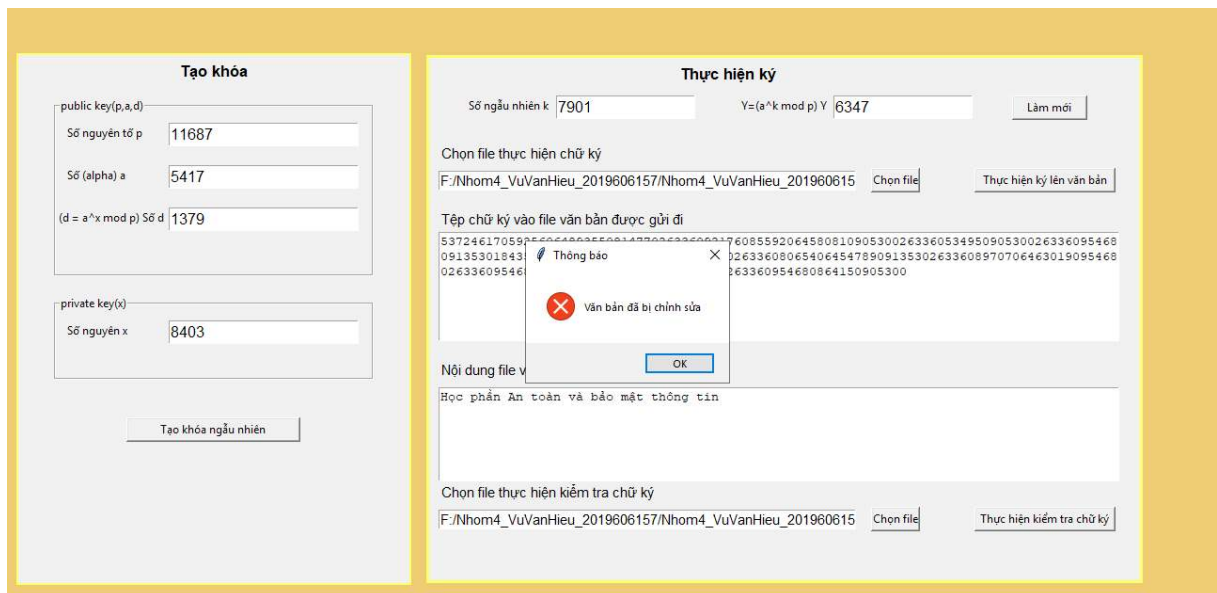 Tạo khóa
public key(p,a,d)
Số nguyên tố p 11687
Số (alpha) a 5417
(d = a^x mod p) Số d 1379
private key(x)
Số nguyên x 8403
Tạo khóa ngẫu nhiên
Thực hiện ký
Số ngẫu nhiên k 7901 Y=(a^k mod p) Y 6347 Làm mới
Chọn file thực hiện chữ ký
F:/Nhom4_VuVanHieu_2019606157/Nhom4_VuVanHieu_201960615 Chọn file Thực hiện ký lên văn bản
Tệp chữ ký vào file văn bản được gửi đi
Thông báo
Văn bản đã bị chỉnh sửa
OK
Nội dung file v
Học phần An toàn và bảo mật thông tin
Chọn file thực hiện kiểm tra chữ ký
F:/Nhom4_VuVanHieu_2019606157/Nhom4_VuVanHieu_201960615 Chọn file Thực hiện kiểm tra chữ ký